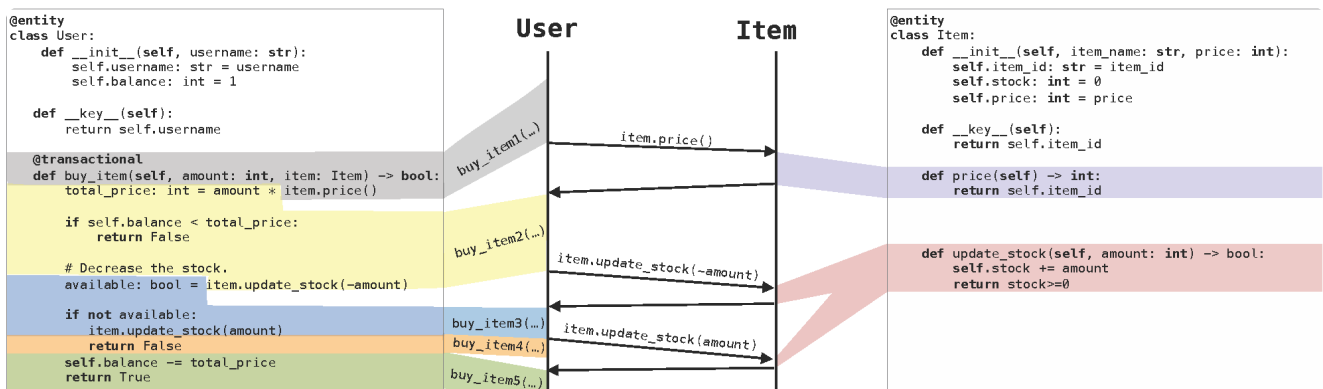 @entity
class User:
def __init__(self, username: str):
self.username: str = username
self.balance: int = 1
def __key__(self):
return self.username
@transactional
def buy_item(self, amount: int, item: Item) -> bool:
total_price: int = amount * item.price()
if self.balance < total_price:
return False
# Decrease the stock.
available: bool = item.update_stock(-amount)
if not available:
item.update_stock(amount)
return False
self.balance -= total_price
return True
User
Item
buy_item1(…)
item.price()
buy_item2(…)
item.update_stock(-amount)
buy_item3(…)
item.update_stock(amount)
buy_item4(…)
buy_item5(…)
@entity
class Item:
def __init__(self, item_name: str, price: int):
self.item_id: str = item_id
self.stock: int = 0
self.price: int = price
def __key__(self):
return self.item_id
def price(self) -> int:
return self.item_id
def update_stock(self, amount: int) -> bool:
self.stock += amount
return stock>=0